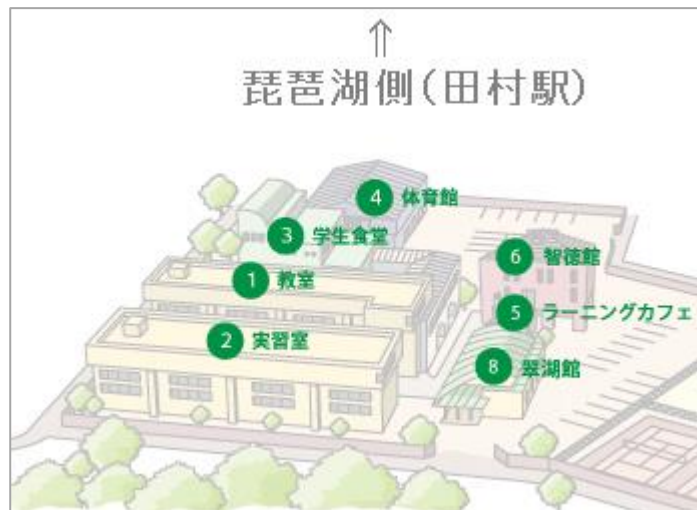 ⇑
琵琶湖側(田村駅)
4 体育館
3 学生食堂
6 智徳館
1 教室
5 ラーニングカフェ
2 実習室
8 翠湖館